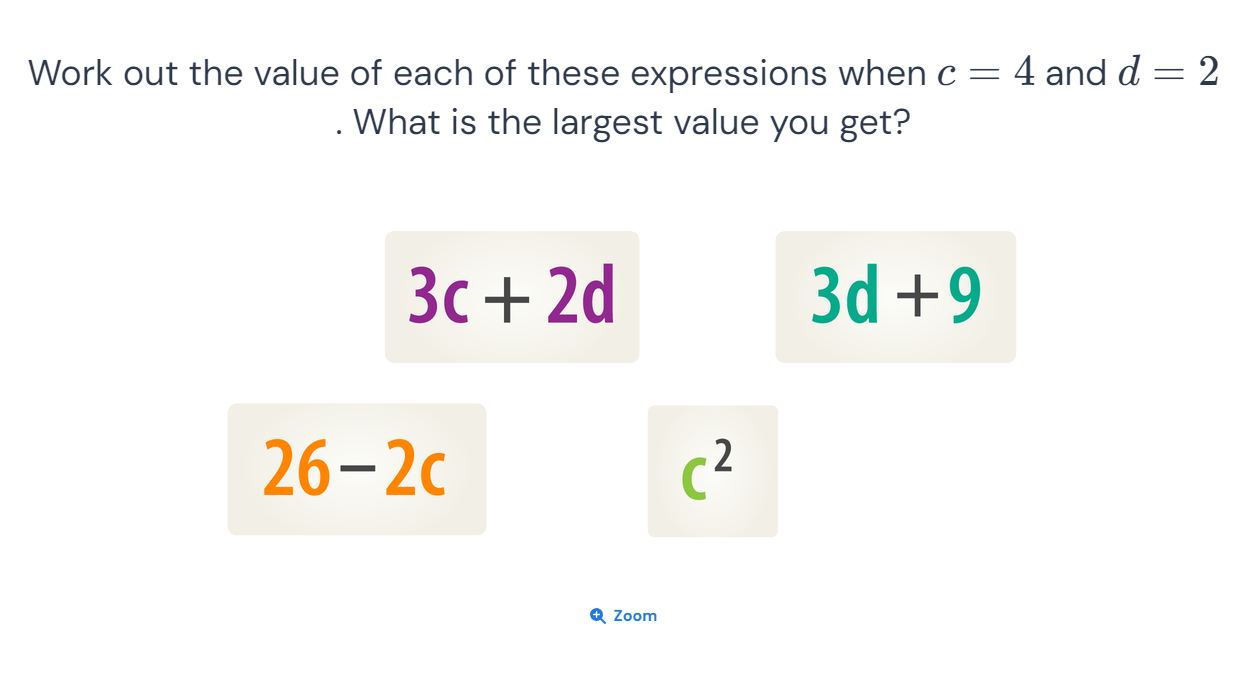 Work out the value of each of these expressions when c = 4 and d = 2
. What is the largest value you get?
3c + 2d
3d + 9
26 − 2c
c²
Zoom